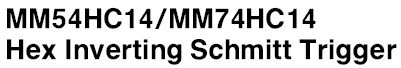 MM54HC14/MM74HC14
Hex Inverting Schmitt Trigger